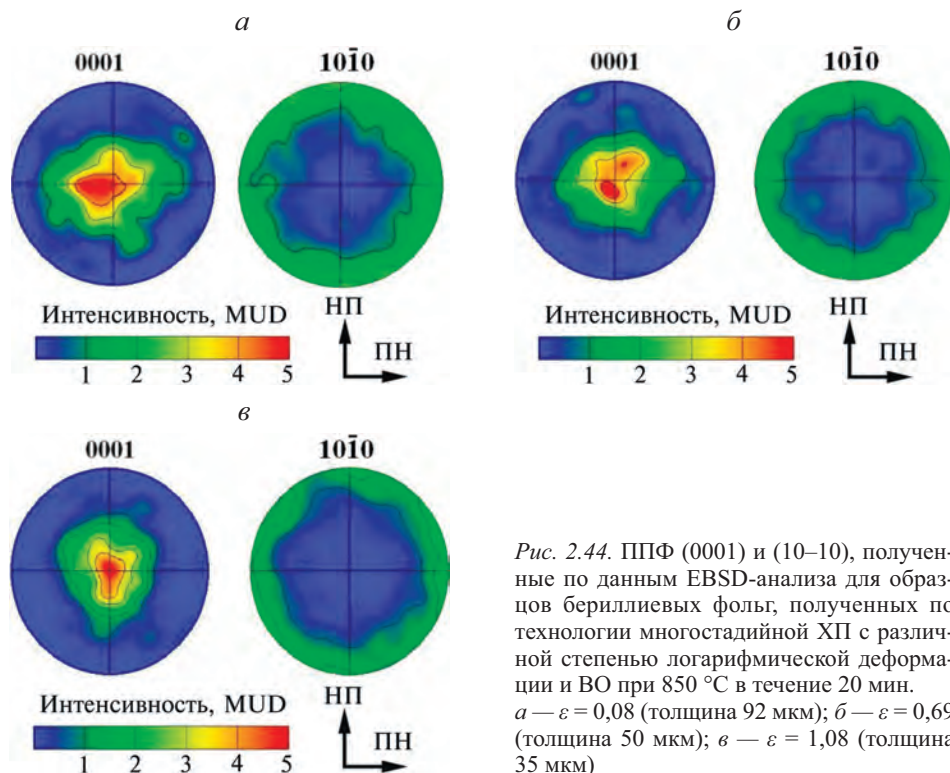 а
0001
101̄0
Интенсивность, MUD
1 2 3 4 5
НП
ПН
б
0001
101̄0
Интенсивность, MUD
1 2 3 4 5
НП
ПН
в
0001
101̄0
Интенсивность, MUD
1 2 3 4 5
НП
ПН
Рис. 2.44. ППФ (0001) и (10–10), получен-
ные по данным EBSD-анализа для образ-
цов бериллиевых фольг, полученных по
технологии многостадийной ХП с различ-
ной степенью логарифмической деформа-
ции и ВО при 850 °C в течение 20 мин.
а — ε = 0,08 (толщина 92 мкм); б — ε = 0,69
(толщина 50 мкм); в — ε = 1,08 (толщина
35 мкм)